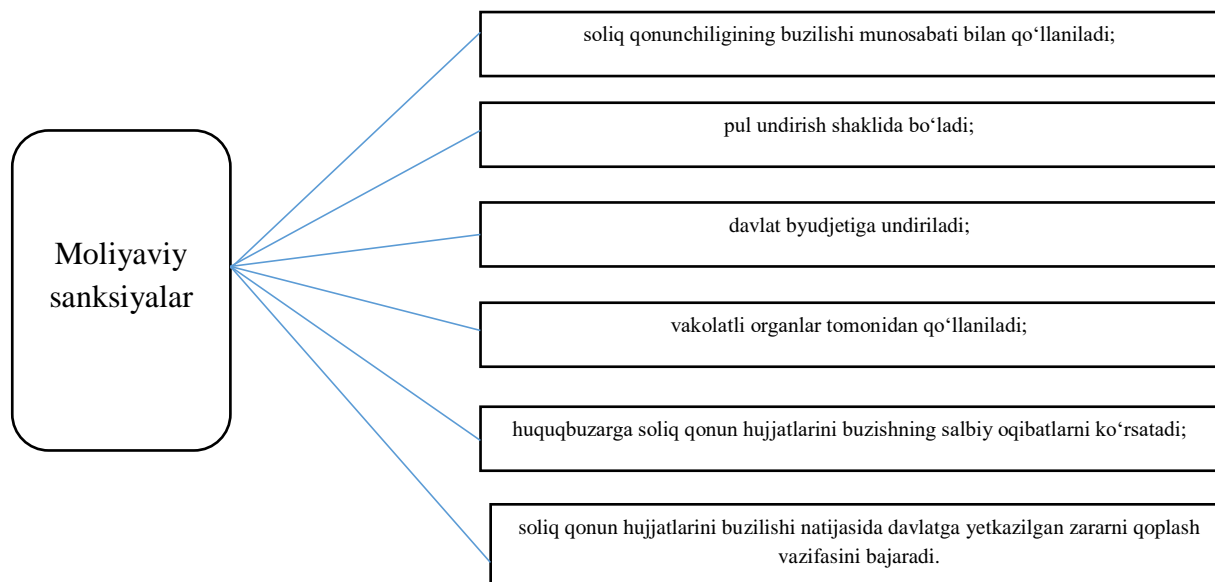 Moliyaviy
sanksiyalar
soliq qonunchiligining buzilishi munosabati bilan qo‘llaniladi;
pul undirish shaklida bo‘ladi;
davlat byudjetiga undiriladi;
vakolatli organlar tomonidan qo‘llaniladi;
huquqbuzarga soliq qonun hujjatlarini buzishning salbiy oqibatlarni ko‘rsatadi;
soliq qonun hujjatlarini buzilishi natijasida davlatga yetkazilgan zararni qoplash
vazifasini bajaradi.